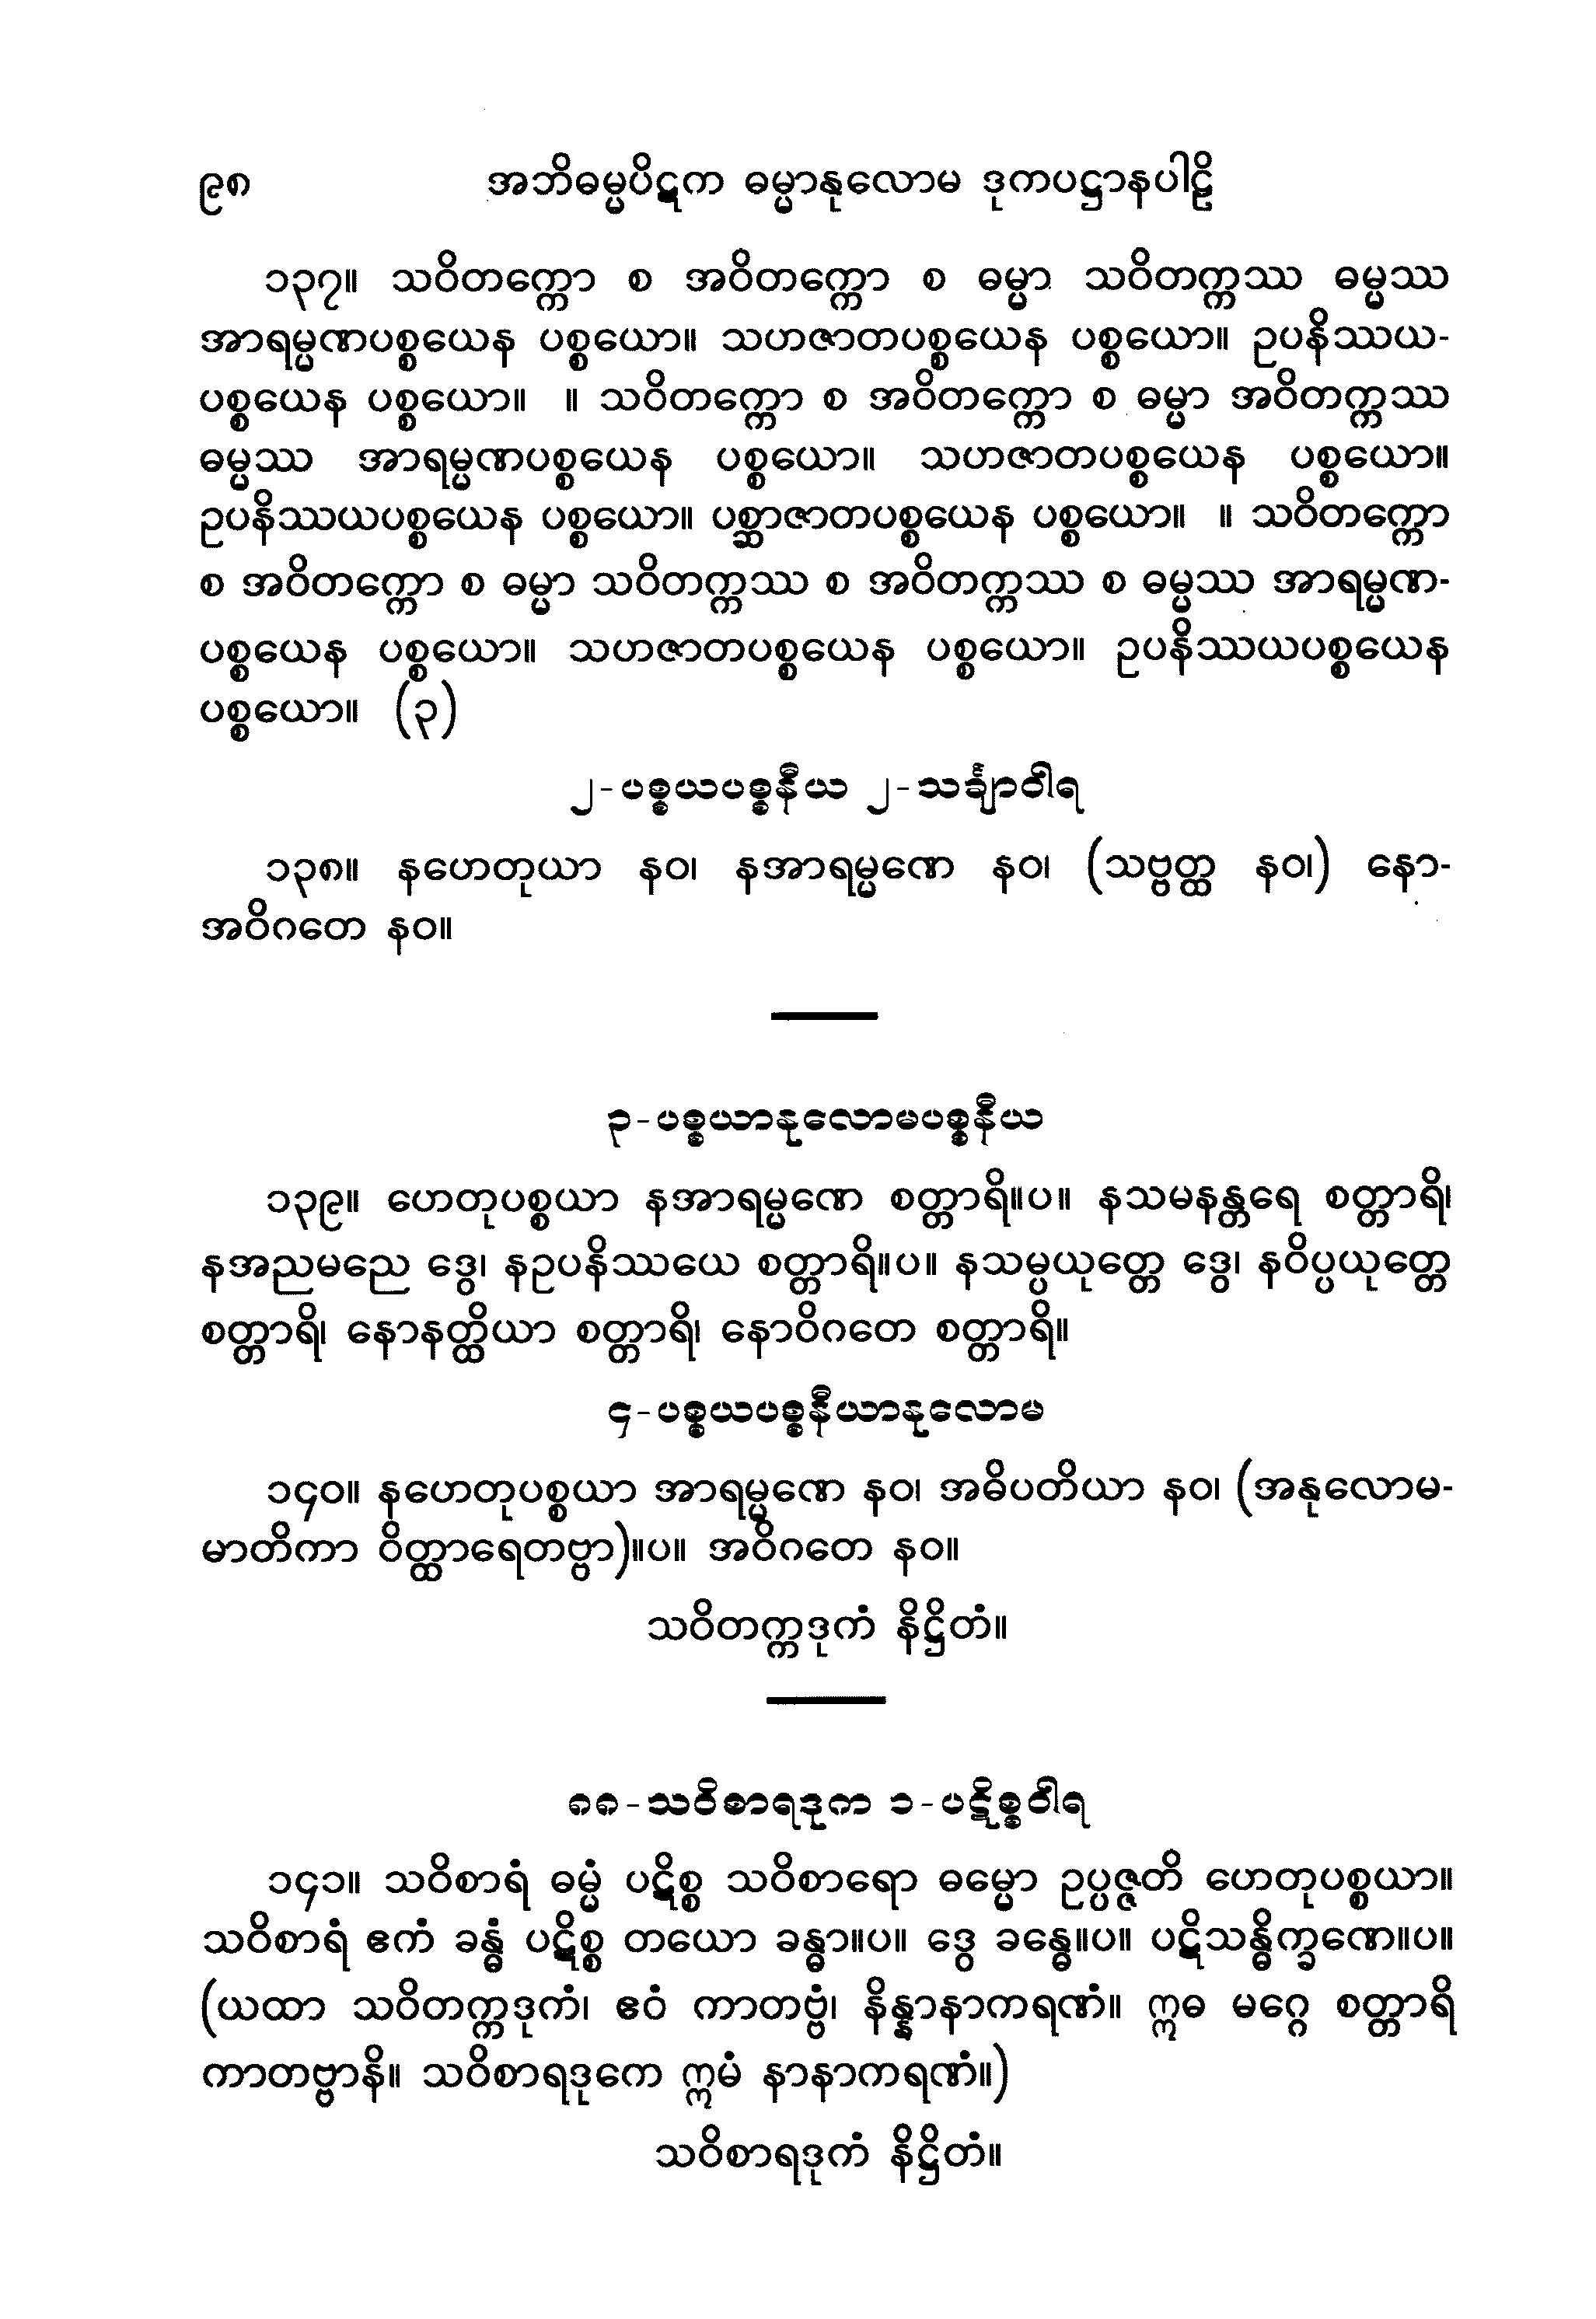 ၉၈ အဘိဓမ္မပိဋက ဓမ္မာနုလောမ ဒုကပဋ္ဌာနပါဠိ
၁၃၇။ သဝိတက္ကော စ အဝိတက္ကော စ ဓမ္မာ သဝိတက္ကဿ ဓမ္မဿ
အာရမ္မဏပစ္စယေန ပစ္စယော။ သဟဇာတပစ္စယေန ပစ္စယော။ ဥပနိဿယ-
ပစ္စယေန ပစ္စယော။ ။ သဝိတက္ကော စ အဝိတက္ကော စ ဓမ္မာ အဝိတက္ကဿ
ဓမ္မဿ အာရမ္မဏပစ္စယေန ပစ္စယော။ သဟဇာတပစ္စယေန ပစ္စယော။
ဥပနိဿယပစ္စယေန ပစ္စယော။ ပစ္ဆာဇာတပစ္စယေန ပစ္စယော။ ။ သဝိတက္ကော
စ အဝိတက္ကော စ ဓမ္မာ သဝိတက္ကဿ စ အဝိတက္ကဿ စ ဓမ္မဿ အာရမ္မဏ-
ပစ္စယေန ပစ္စယော။ သဟဇာတပစ္စယေန ပစ္စယော။ ဥပနိဿယပစ္စယေန
ပစ္စယော။ (၃)
၂-ပစ္စယပစ္စနီယ ၂-သင်္ချာဝါရ
၁၃၈။ နဟေတုယာ နဝ၊ နအာရမ္မဏေ နဝ၊ (သဗ္ဗတ္ထ နဝ၊) နော-
အဝိဂတေ နဝ။
၃-ပစ္စယာနုလောမပစ္စနီယ
၁၃၉။ ဟေတုပစ္စယာ နအာရမ္မဏေ စတ္တာရိ။ပ။ နသမနန္တရေ စတ္တာရိ၊
နအညမညေ ဒွေ၊ နဥပနိဿယေ စတ္တာရိ။ပ။ နသမ္ပယုတ္တေ ဒွေ၊ နဝိပ္ပယုတ္တေ
စတ္တာရိ၊ နောနတ္ထိယာ စတ္တာရိ၊ နောဝိဂတေ စတ္တာရိ။
၄-ပစ္စယပစ္စနီယာနုလောမ
၁၄၀။ နဟေတုပစ္စယာ အာရမ္မဏေ နဝ၊ အဓိပတိယာ နဝ၊ (အနုလောမ-
မာတိကာ ဝိတ္ထာရေတဗ္ဗာ)။ပ။ အဝိဂတေ နဝ။
သဝိတက္ကဒုကံ နိဋ္ဌိတံ။
၈၈-သဝိစာရဒုက ၁-ပဋိစ္စဝါရ
၁၄၁။ သဝိစာရံ ဓမ္မံ ပဋိစ္စ သဝိစာရော ဓမ္မော ဥပ္ပဇ္ဇတိ ဟေတုပစ္စယာ။
သဝိစာရံ ဧကံ ခန္ဓံ ပဋိစ္စ တယော ခန္ဓာ။ပ။ ဒွေ ခန္ဓေ။ပ။ ပဋိသန္ဓိက္ခဏေ။ပ။
(ယထာ သဝိတက္ကဒုကံ၊ ဧဝံ ကာတဗ္ဗံ၊ နိန္နာနာကရဏံ။ ဣဓ မဂ္ဂေ စတ္တာရိ
ကာတဗ္ဗာနိ။ သဝိစာရဒုကေ ဣမံ နာနာကရဏံ။)
သဝိစာရဒုကံ နိဋ္ဌိတံ။